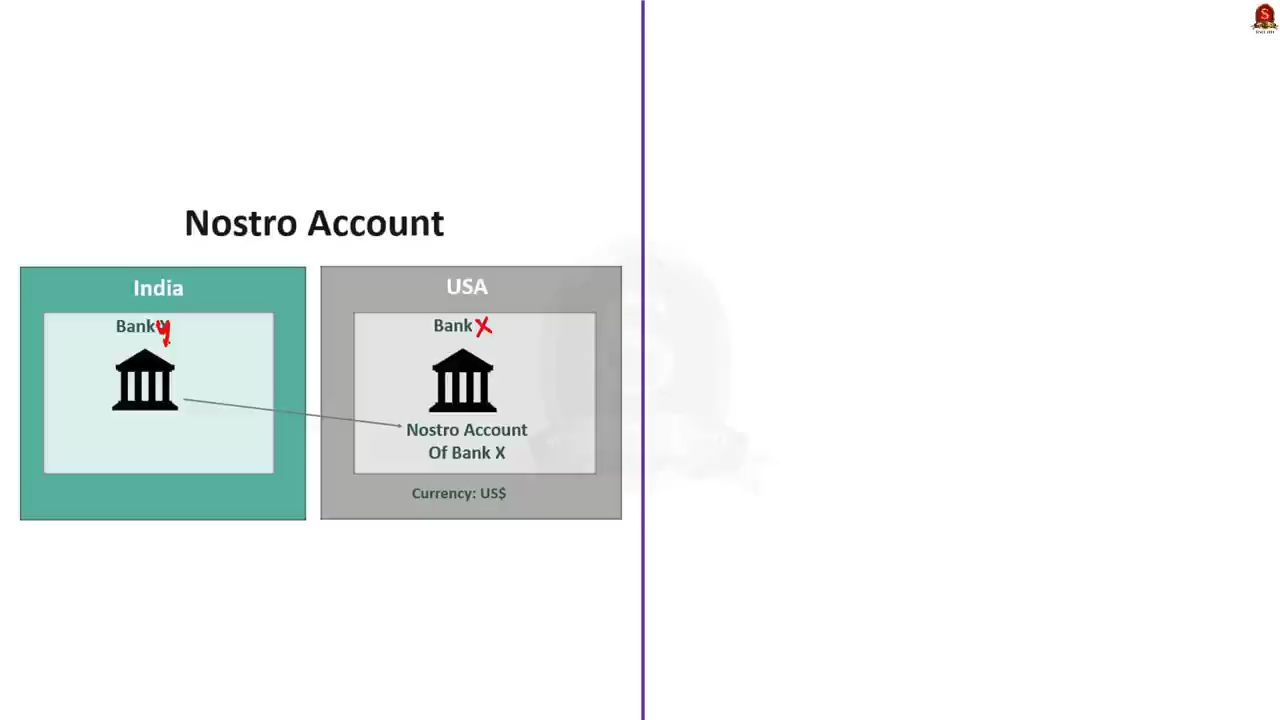 Nostro Account
India
Bank y
USA
Bank X
Nostro Account
Of Bank X
Currency: US$